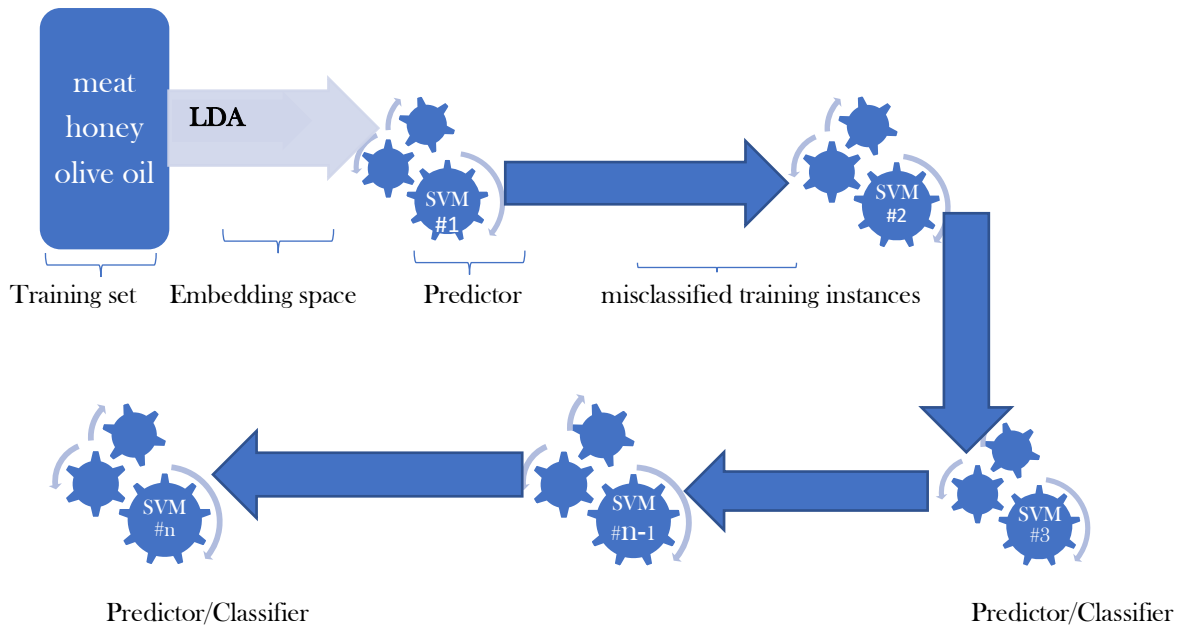 meat
honey
olive oil
LDA
SVM
#1
SVM
#2
Training set
Embedding space
Predictor
misclassified training instances
SVM
#n
SVM
#n-1
SVM
#3
Predictor/Classifier
Predictor/Classifier